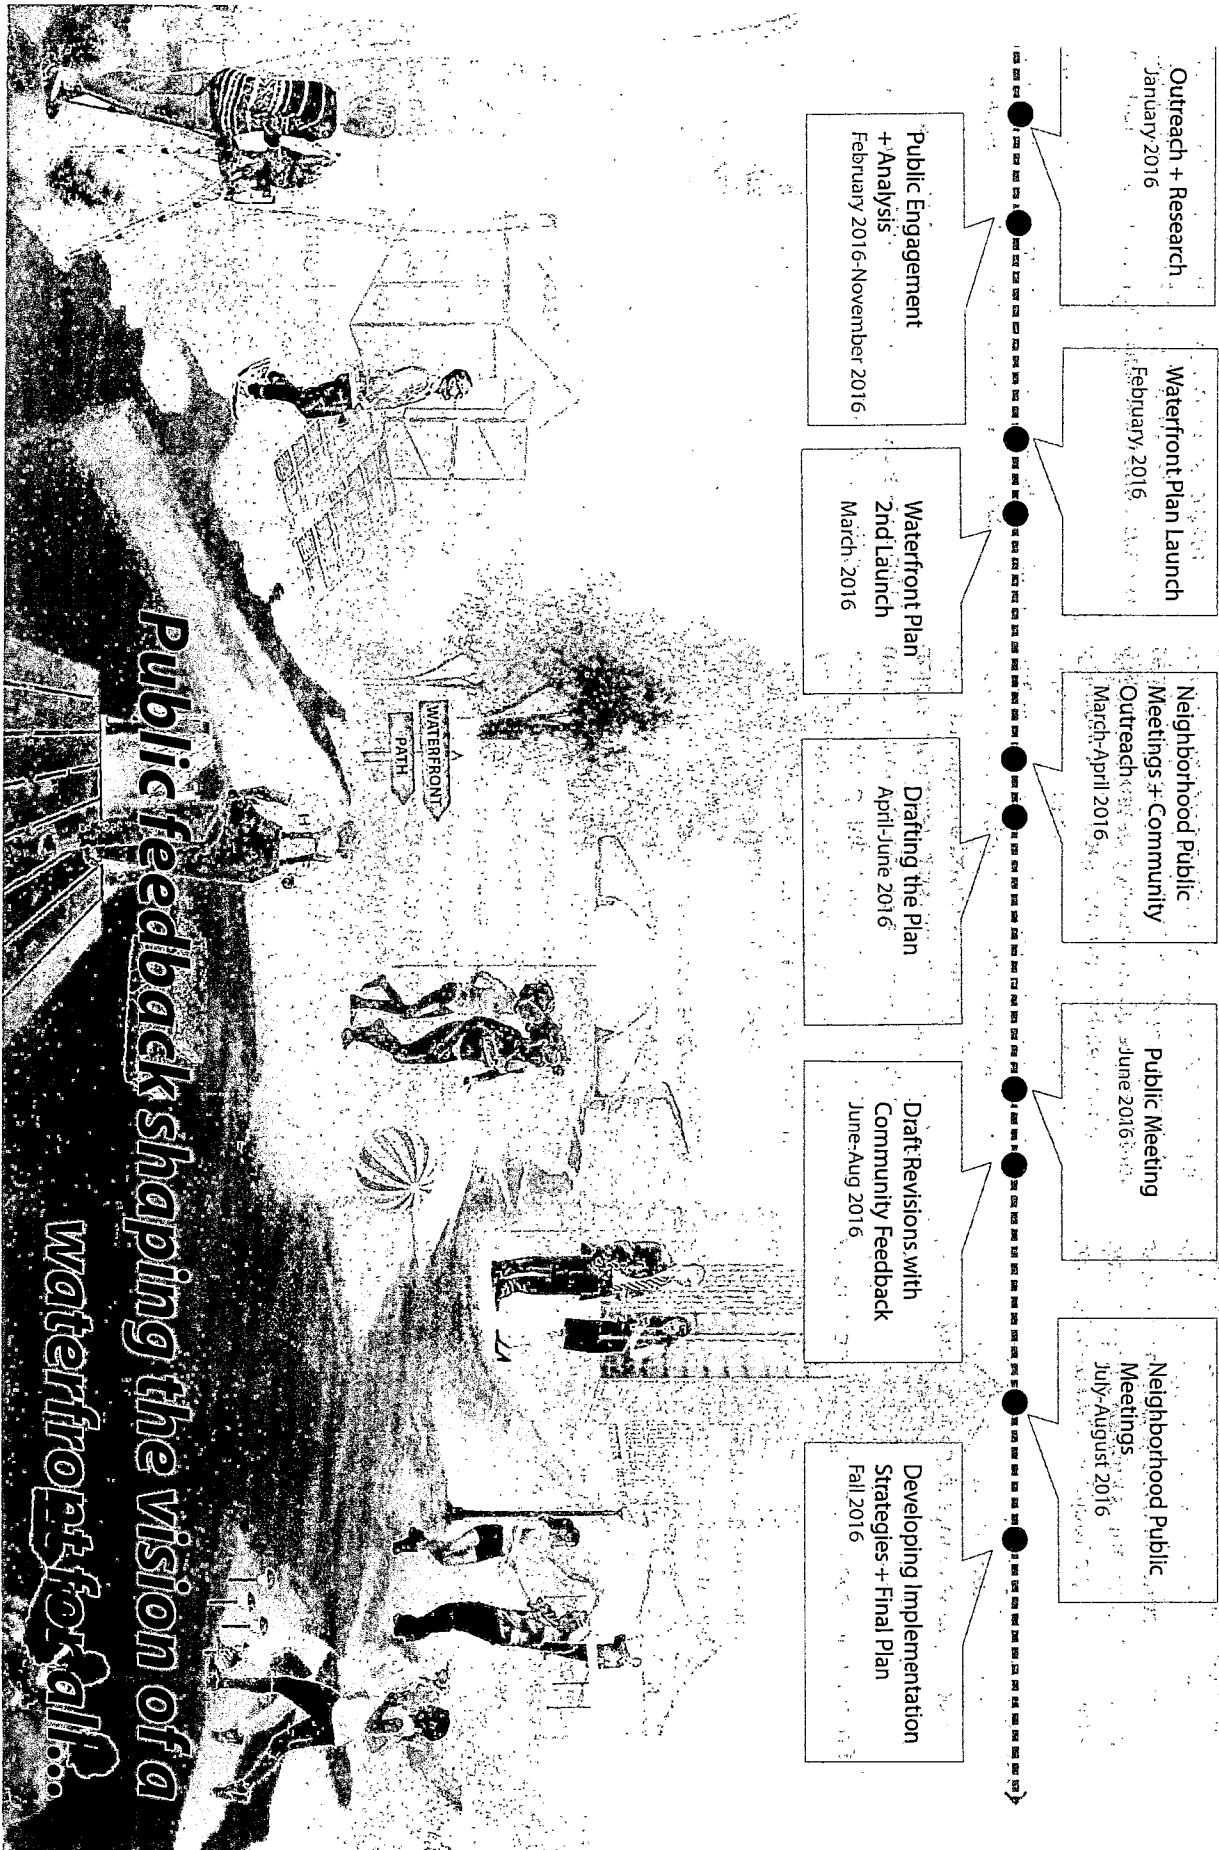 Outreach + Research
January 2016
Waterfront Plan Launch
February 2016
Neighborhood Public
Meetings + Community
Outreach
March-April 2016
Public Meeting
June 2016
Neighborhood Public
Meetings
July-August 2016
Public Engagement
+ Analysis
February 2016-November 2016
Waterfront Plan
2nd Launch
March 2016
Drafting the Plan
April-June 2016
Draft Revisions with
Community Feedback
June-Aug 2016
Developing Implementation
Strategies + Final Plan
Fall 2016
WATERFRONT
PATH
Public feedback shaping the vision of a
waterfront for all...